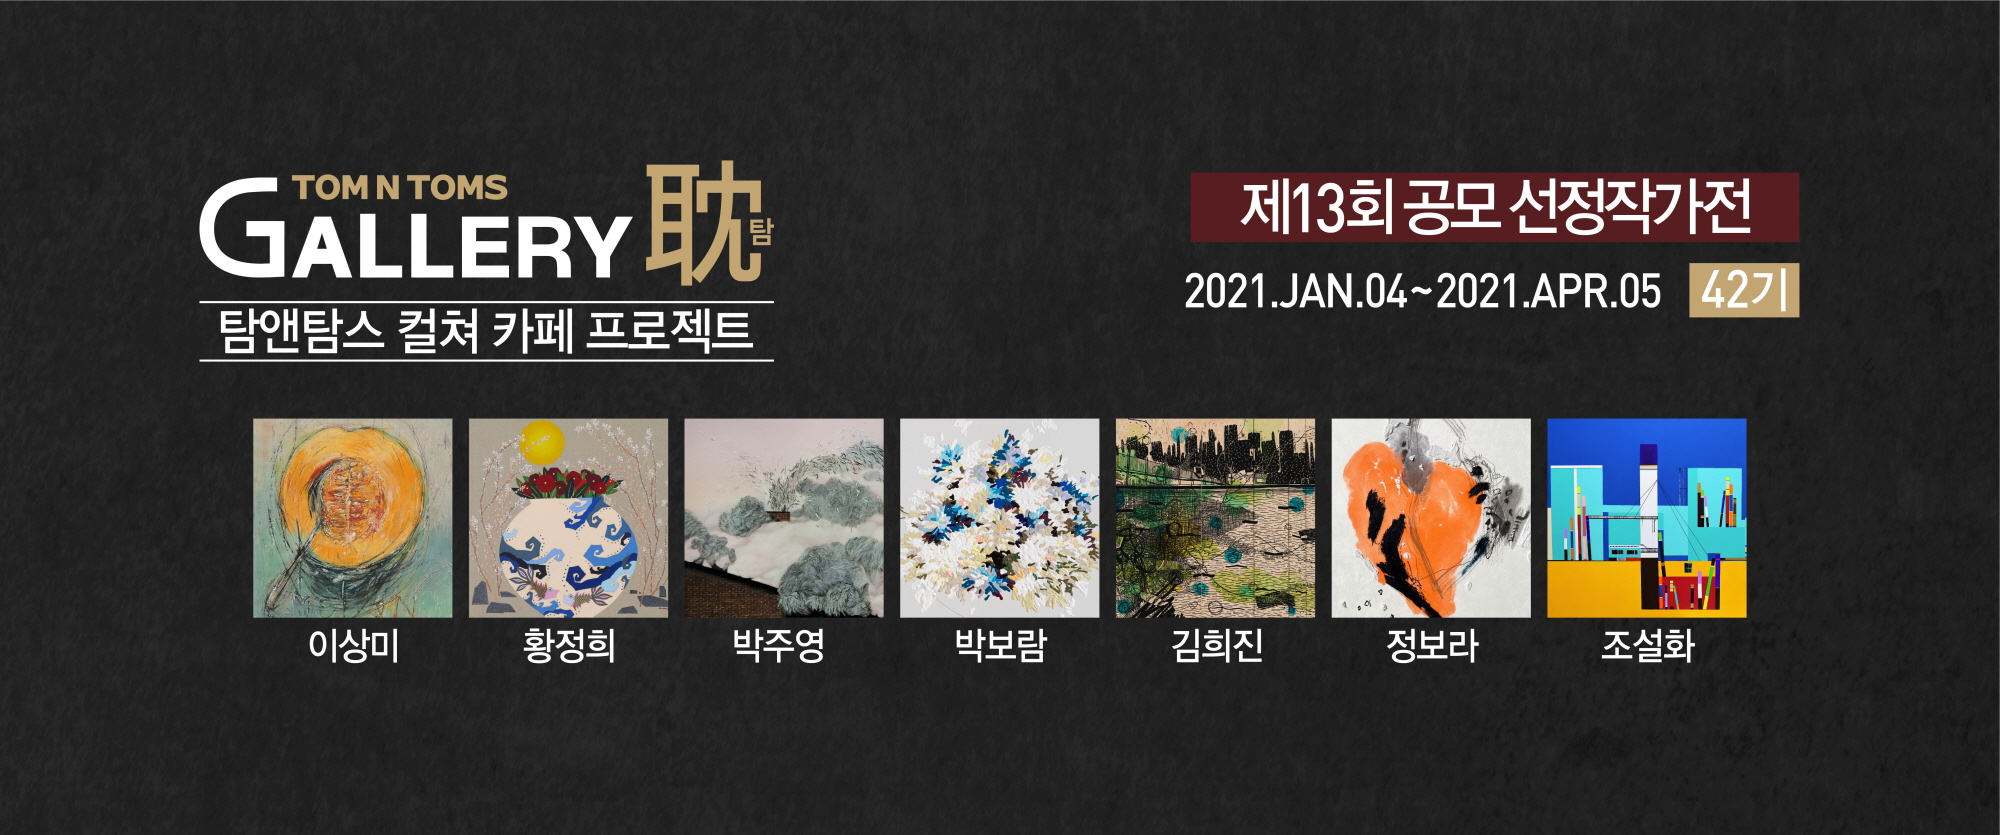 TOM N TOMS
GALLERY 耽 탐
탐앤탐스 컬쳐 카페 프로젝트
제13회 공모 선정작가전
2021.JAN.04~2021.APR.05 42기
이상미 황정희 박주영 박보람 김희진 정보라 조설화